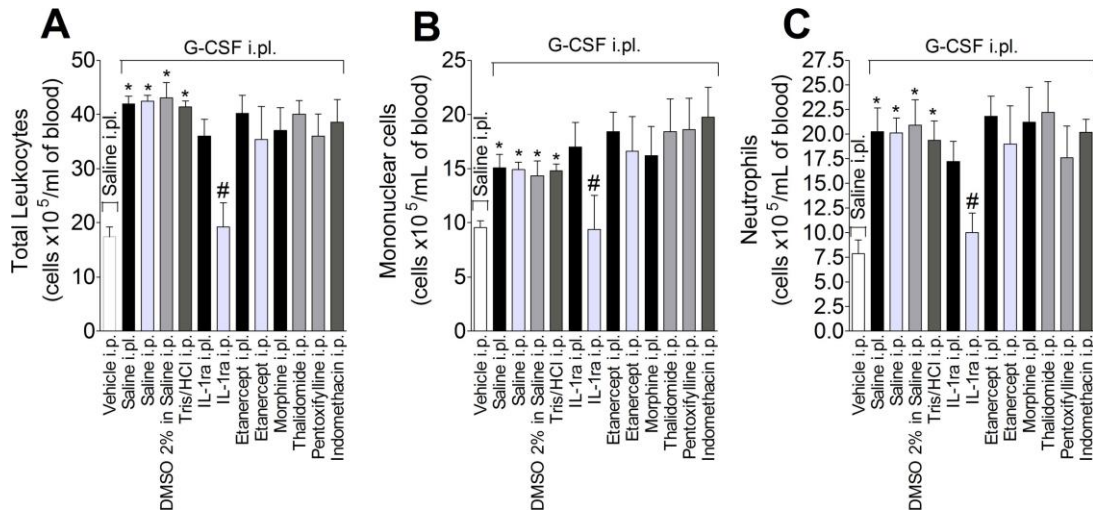 A
G-CSF i.pl.
Total Leukocytes
(cells x10 5/mL of blood)
50
40
30
20
10
0
Saline i.pl.
* * * *
#
Vehicle i.p.
Saline i.pl.
Saline i.p.
DMSO 2% in Saline i.p.
Tris/HCl i.p.
IL-1ra i.pl.
IL-1ra i.p.
Etanercept i.pl.
Etanercept i.p.
Morphine i.pl.
Thalidomide i.p.
Pentoxifylline i.p.
Indomethacin i.p.
B
G-CSF i.pl.
Mononuclear cells
(cells x10 5/mL of blood)
25
20
15
10
5
0
Saline i.pl.
* * * *
#
Vehicle i.p.
Saline i.pl.
Saline i.p.
DMSO 2% in Saline i.p.
Tris/HCl i.p.
IL-1ra i.pl.
IL-1ra i.p.
Etanercept i.pl.
Etanercept i.p.
Morphine i.pl.
Thalidomide i.p.
Pentoxifylline i.p.
Indomethacin i.p.
C
G-CSF i.pl.
Neutrophils
(cells x10 5/mL of blood)
27.5
25.0
22.5
20.0
17.5
15.0
12.5
10.0
7.5
5.0
2.5
0.0
Saline i.pl.
* * * *
#
Vehicle i.p.
Saline i.pl.
Saline i.p.
DMSO 2% in Saline i.p.
Tris/HCl i.p.
IL-1ra i.pl.
IL-1ra i.p.
Etanercept i.pl.
Etanercept i.p.
Morphine i.pl.
Thalidomide i.p.
Pentoxifylline i.p.
Indomethacin i.p.